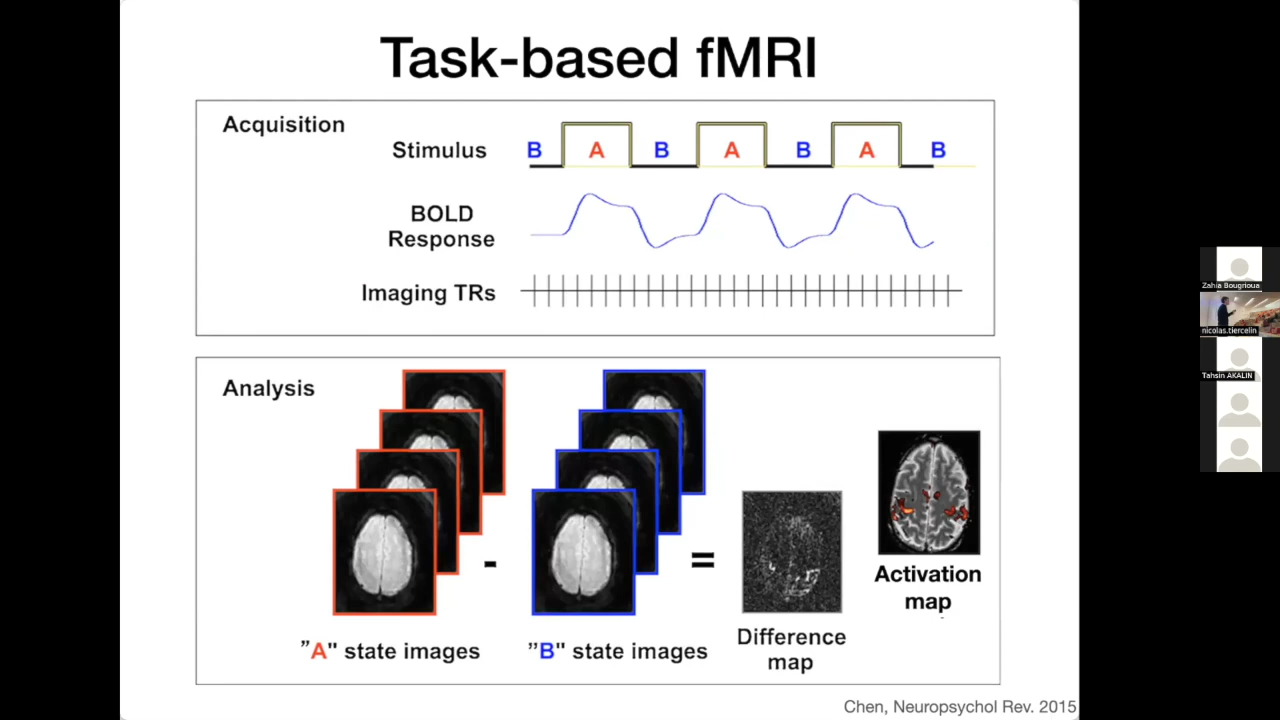 Task-based fMRI
Acquisition
Stimulus
B A B A B A B
BOLD
Response
Imaging TRs
Analysis
-
=
"A" state images
"B" state images
Difference
map
Activation
map
Chen, Neuropsychol Rev. 2015
Zahia Bougrioua
nicolas.tiercelin
Tahsin AKALIN